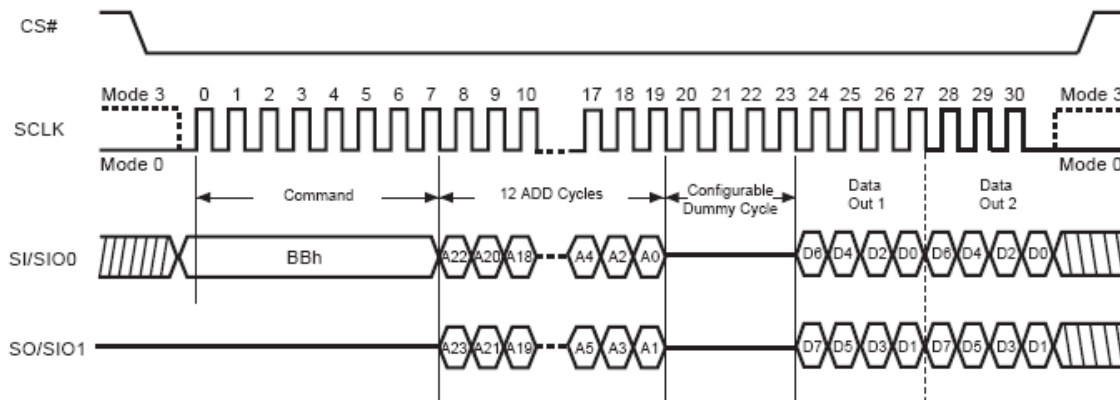 CS#
Mode 3 0 1 2 3 4 5 6 7 8 9 10 17 18 19 20 21 22 23 24 25 26 27 28 29 30 Mode 3
SCLK
Mode 0 Mode 0
Command 12 ADD Cycles Configurable Dummy Cycle Data Out 1 Data Out 2
SI/SIO0 BBh A22 A20 A18 A4 A2 A0 D6 D4 D2 D0 D6 D4 D2 D0
SO/SIO1 A23 A21 A19 A5 A3 A1 D7 D5 D3 D1 D7 D5 D3 D1